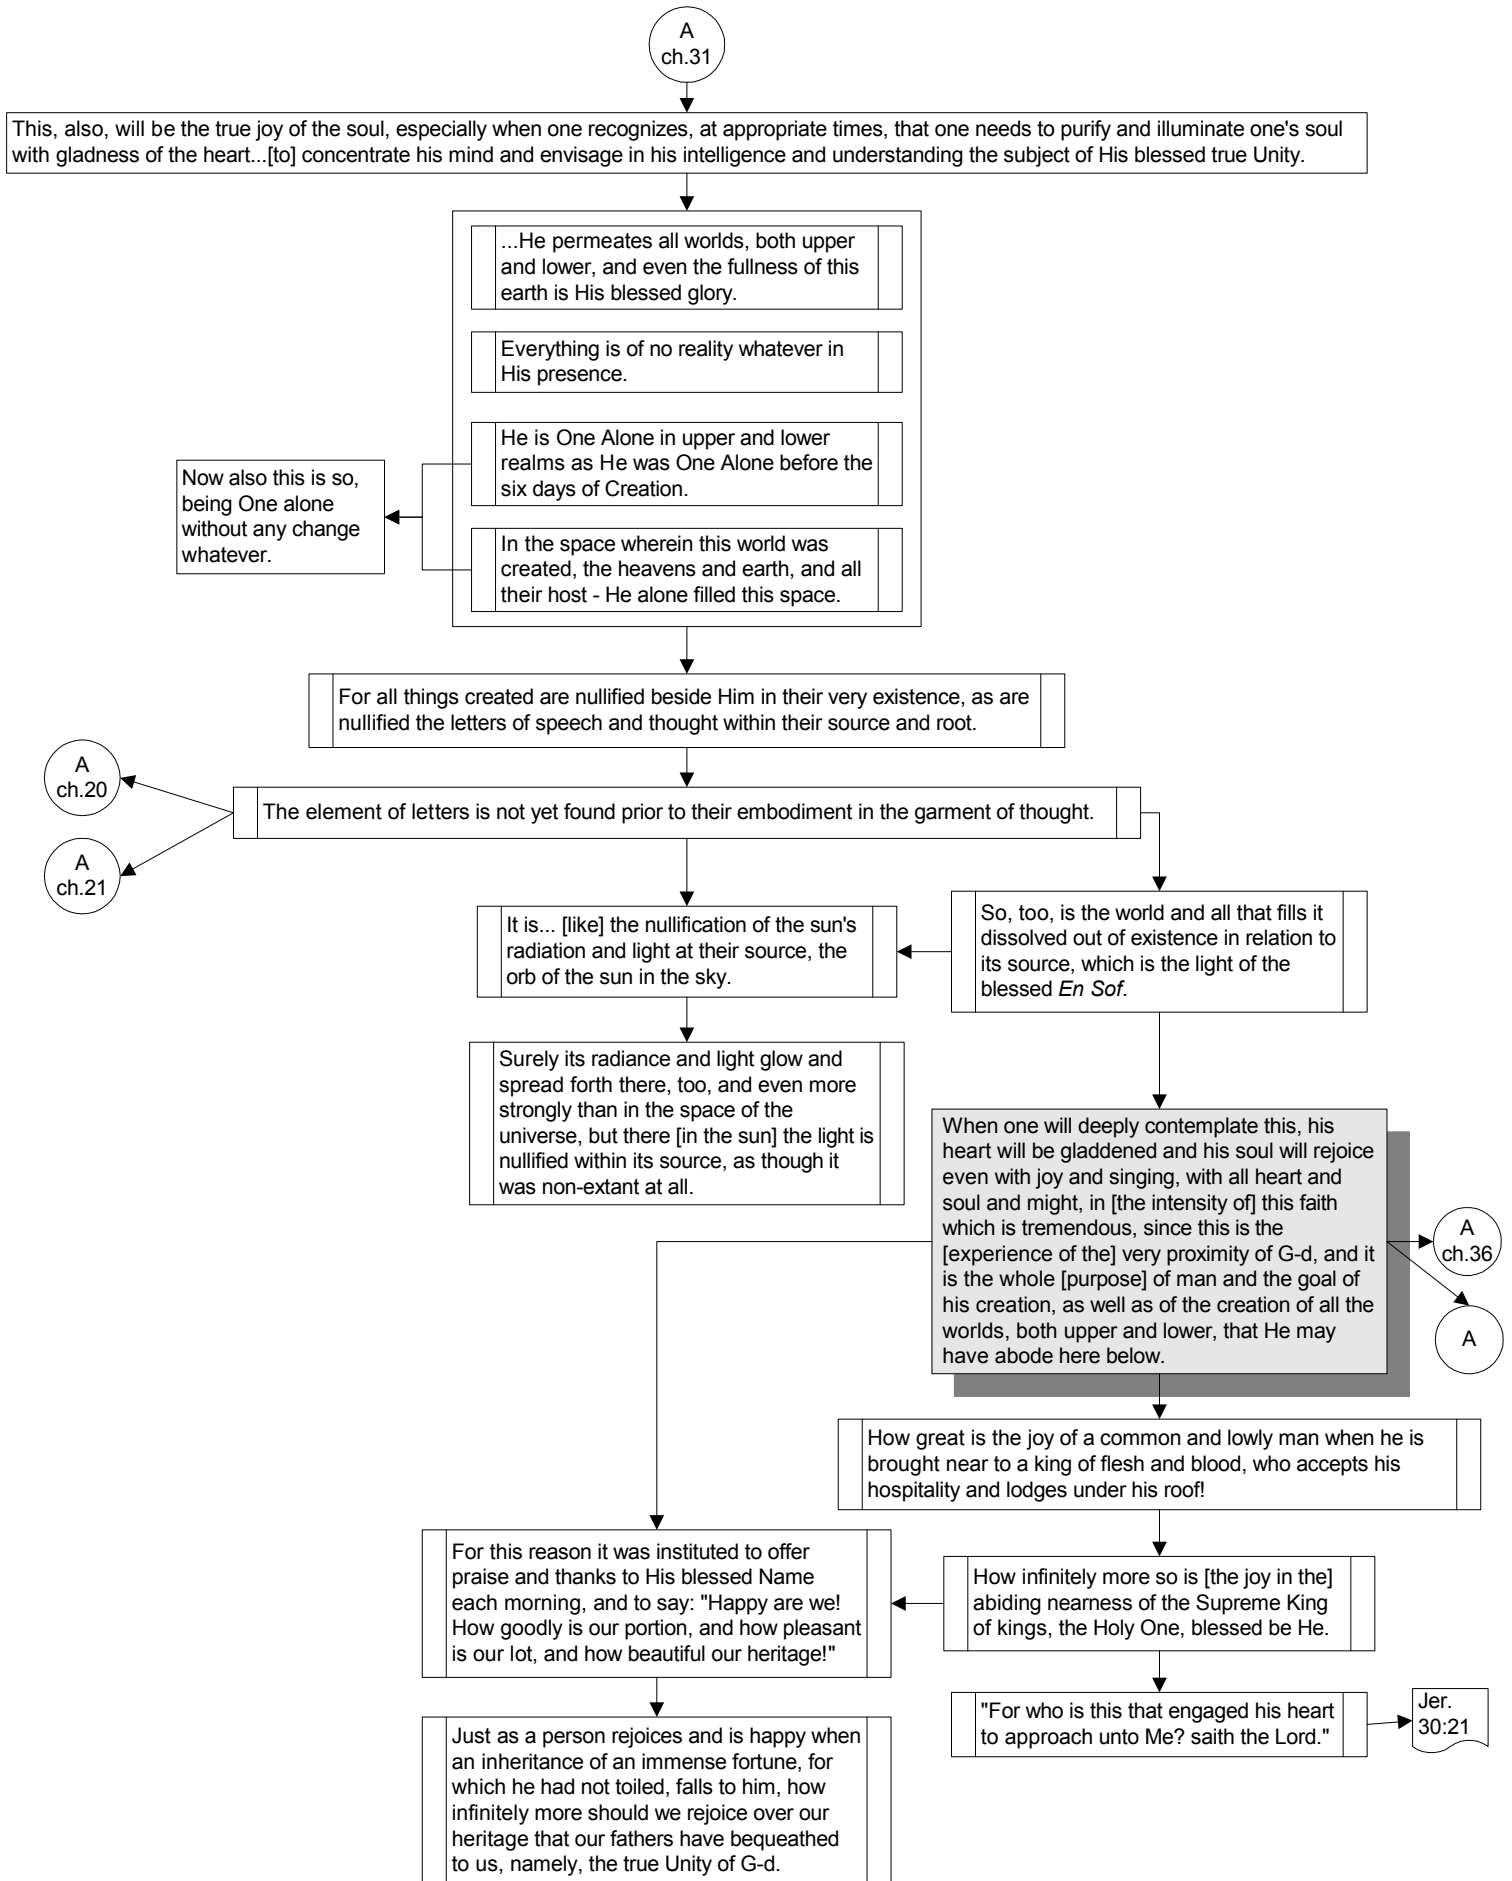 A
ch.31
This, also, will be the true joy of the soul, especially when one recognizes, at appropriate times, that one needs to purify and illuminate one's soul
with gladness of the heart...[to] concentrate his mind and envisage in his intelligence and understanding the subject of His blessed true Unity.
...He permeates all worlds, both upper
and lower, and even the fullness of this
earth is His blessed glory.
Everything is of no reality whatever in
His presence.
He is One Alone in upper and lower
realms as He was One Alone before the
six days of Creation.
Now also this is so,
being One alone
without any change
whatever.
In the space wherein this world was
created, the heavens and earth, and all
their host - He alone filled this space.
For all things created are nullified beside Him in their very existence, as are
nullified the letters of speech and thought within their source and root.
A
ch.20
The element of letters is not yet found prior to their embodiment in the garment of thought.
A
ch.21
It is... [like] the nullification of the sun's
radiation and light at their source, the
orb of the sun in the sky.
So, too, is the world and all that fills it
dissolved out of existence in relation to
its source, which is the light of the
blessed En Sof.
Surely its radiance and light glow and
spread forth there, too, and even more
strongly than in the space of the
universe, but there [in the sun] the light is
nullified within its source, as though it
was non-extant at all.
When one will deeply contemplate this, his
heart will be gladdened and his soul will rejoice
even with joy and singing, with all heart and
soul and might, in [the intensity of] this faith
which is tremendous, since this is the
[experience of the] very proximity of G-d, and it
is the whole [purpose] of man and the goal of
his creation, as well as of the creation of all the
worlds, both upper and lower, that He may
have abode here below.
A
ch.36
A
How great is the joy of a common and lowly man when he is
brought near to a king of flesh and blood, who accepts his
hospitality and lodges under his roof!
For this reason it was instituted to offer
praise and thanks to His blessed Name
each morning, and to say: "Happy are we!
How goodly is our portion, and how pleasant
is our lot, and how beautiful our heritage!"
How infinitely more so is [the joy in the]
abiding nearness of the Supreme King
of kings, the Holy One, blessed be He.
"For who is this that engaged his heart
to approach unto Me? saith the Lord."
Jer.
30:21
Just as a person rejoices and is happy when
an inheritance of an immense fortune, for
which he had not toiled, falls to him, how
infinitely more should we rejoice over our
heritage that our fathers have bequeathed
to us, namely, the true Unity of G-d.